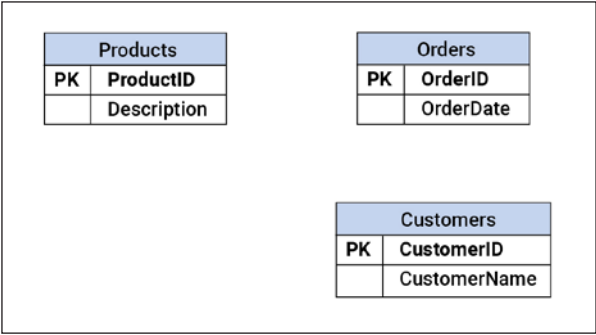 Products
PK ProductID
Description
Orders
PK OrderID
OrderDate
Customers
PK CustomerID
CustomerName